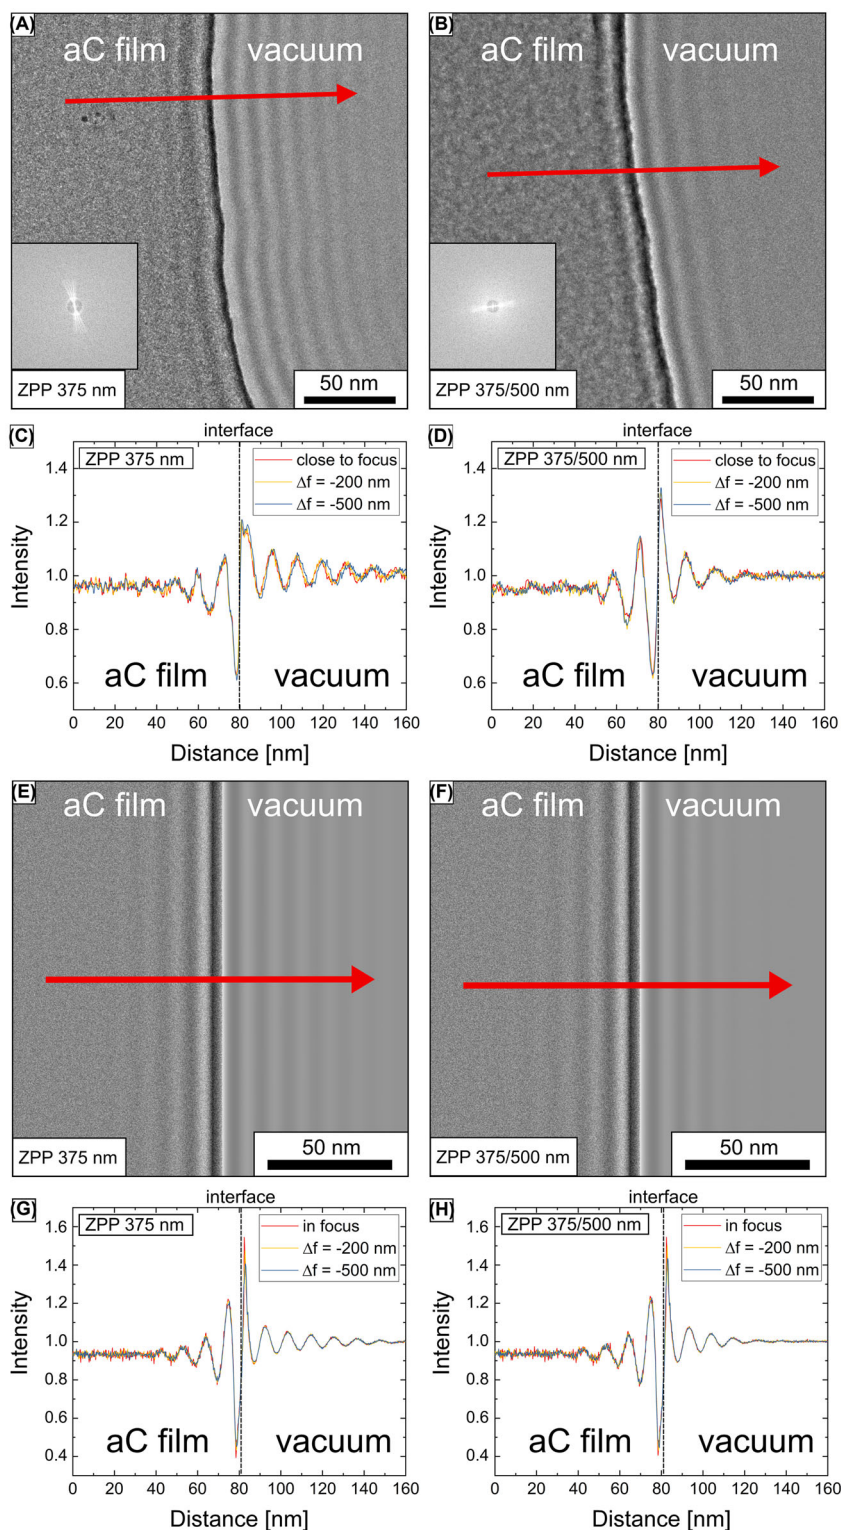 (A)
aC film vacuum
ZPP 375 nm
50 nm
(B)
aC film vacuum
ZPP 375/500 nm
50 nm
(C)
interface
ZPP 375 nm
close to focus
Δf = -200 nm
Δf = -500 nm
1.4
1.2
1.0
0.8
0.6
Intensity
aC film vacuum
0 20 40 60 80 100 120 140 160
Distance [nm]
(D)
interface
ZPP 375/500 nm
close to focus
Δf = -200 nm
Δf = -500 nm
1.4
1.2
1.0
0.8
0.6
Intensity
aC film vacuum
0 20 40 60 80 100 120 140 160
Distance [nm]
(E)
aC film vacuum
ZPP 375 nm
50 nm
(F)
aC film vacuum
ZPP 375/500 nm
50 nm
(G)
interface
ZPP 375 nm
in focus
Δf = -200 nm
Δf = -500 nm
1.6
1.4
1.2
1.0
0.8
0.6
0.4
Intensity
aC film vacuum
0 20 40 60 80 100 120 140 160
Distance [nm]
(H)
interface
ZPP 375/500 nm
in focus
Δf = -200 nm
Δf = -500 nm
1.6
1.4
1.2
1.0
0.8
0.6
0.4
Intensity
aC film vacuum
0 20 40 60 80 100 120 140 160
Distance [nm]